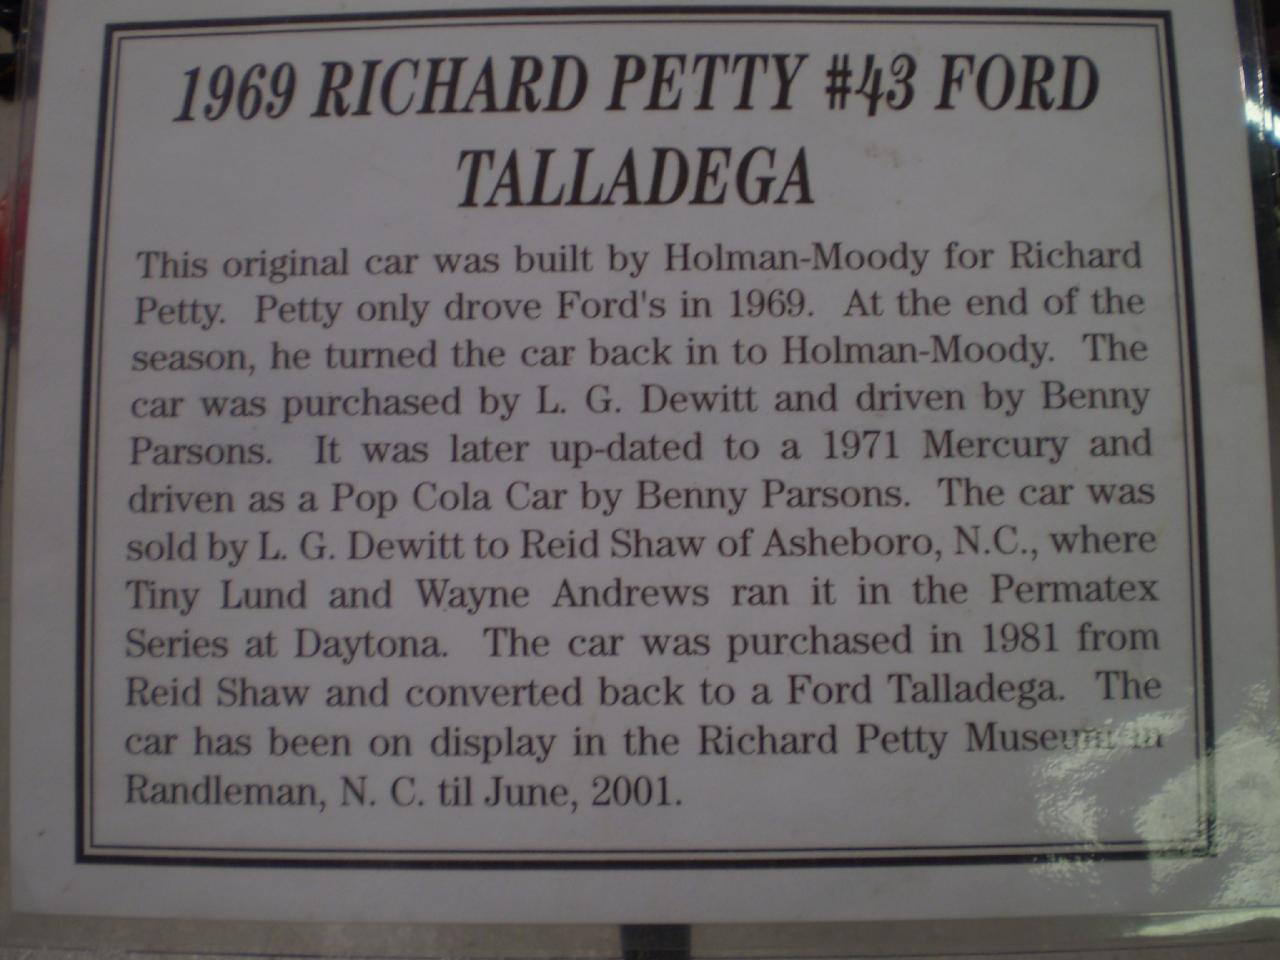 1969 RICHARD PETTY #43 FORD
TALLADEGA
This original car was built by Holman-Moody for Richard
Petty. Petty only drove Ford's in 1969. At the end of the
season, he turned the car back in to Holman-Moody. The
car was purchased by L. G. Dewitt and driven by Benny
Parsons. It was later up-dated to a 1971 Mercury and
driven as a Pop Cola Car by Benny Parsons. The car was
sold by L. G. Dewitt to Reid Shaw of Asheboro, N.C., where
Tiny Lund and Wayne Andrews ran it in the Permatex
Series at Daytona. The car was purchased in 1981 from
Reid Shaw and converted back to a Ford Talladega. The
car has been on display in the Richard Petty Museum in
Randleman, N. C. til June, 2001.